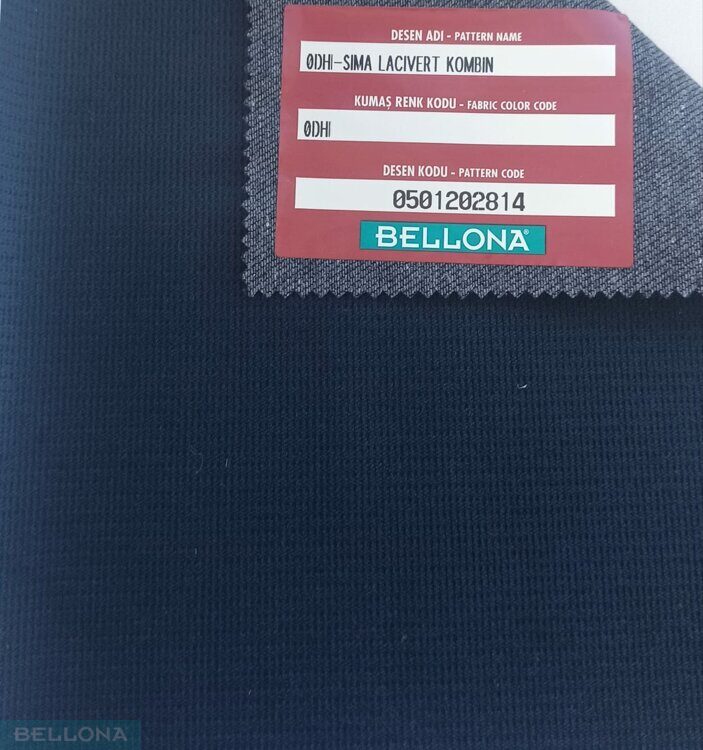 DESEN ADI - PATTERN NAME
0DHI-SIMA LACIVERT KOMBIN
KUMAŞ RENK KODU - FABRIC COLOR CODE
0DHI
DESEN KODU - PATTERN CODE
0501202814
BELLONA®
BELLONA